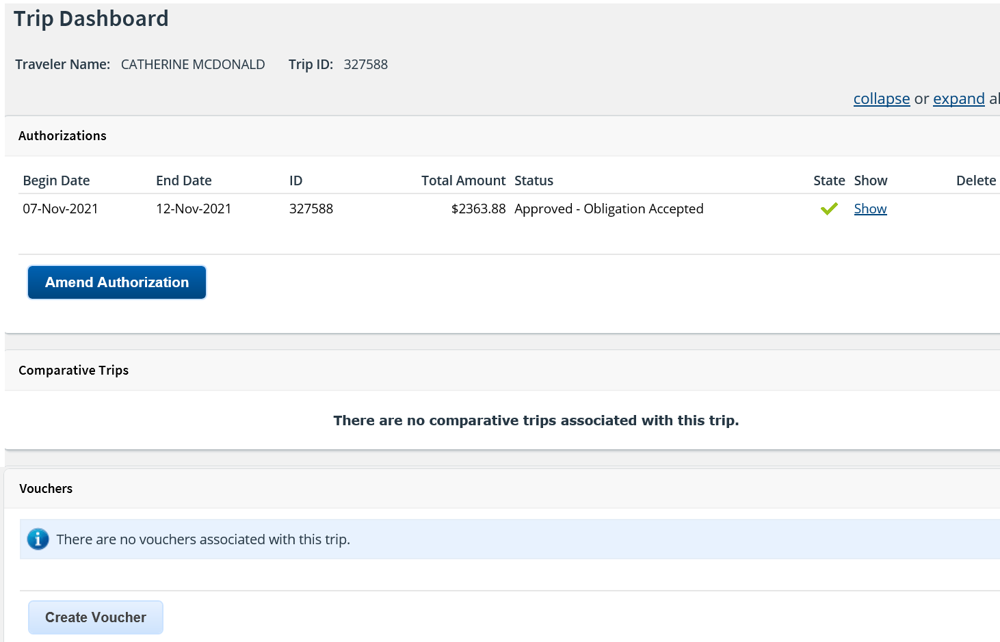 Trip Dashboard
Traveler Name: CATHERINE MCDONALD Trip ID: 327588
collapse or expand al
Authorizations
Begin Date End Date ID Total Amount Status State Show Delete
07-Nov-2021 12-Nov-2021 327588 $2363.88 Approved - Obligation Accepted Show
Amend Authorization
Comparative Trips
There are no comparative trips associated with this trip.
Vouchers
There are no vouchers associated with this trip.
Create Voucher